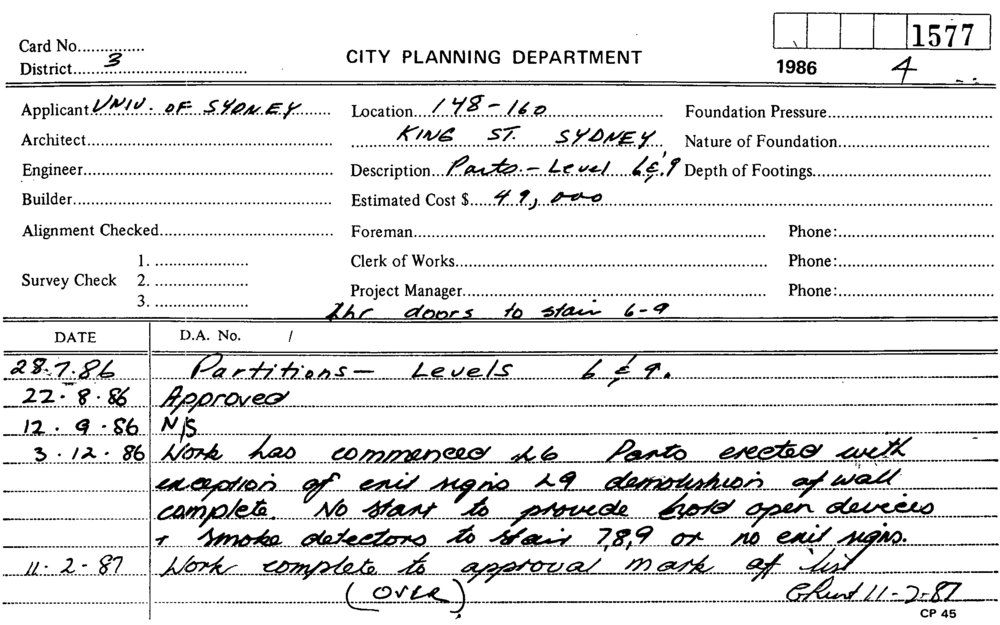 1577
Card No...............
District......3......
CITY PLANNING DEPARTMENT
1986 4
Applicant UNIV. OF SYDNEY Location 148-160 Foundation Pressure
Architect KING ST. SYDNEY Nature of Foundation
Engineer Description Parts.- Level 6&9 Depth of Footings
Builder Estimated Cost $ 49,000
Alignment Checked Foreman Phone:
1. Clerk of Works Phone:
Survey Check 2.
3. Project Manager Phone:
1hr doors to stair 6-9
DATE D.A. No. /
28.7.86 Partitions- Levels 6 & 9.
22.8.86 Approved
12.9.86 N/S
3.12.86 Work has commenced L6 Parts erected with
exception of exit signs L9 demolishion of wall
complete. No start to provide hold open devices
+ smoke detectors to stair 7,8,9 or no exit signs.
11-2-87 Work complete to approval mark off list
(OVER) 11-2-87
CP 45